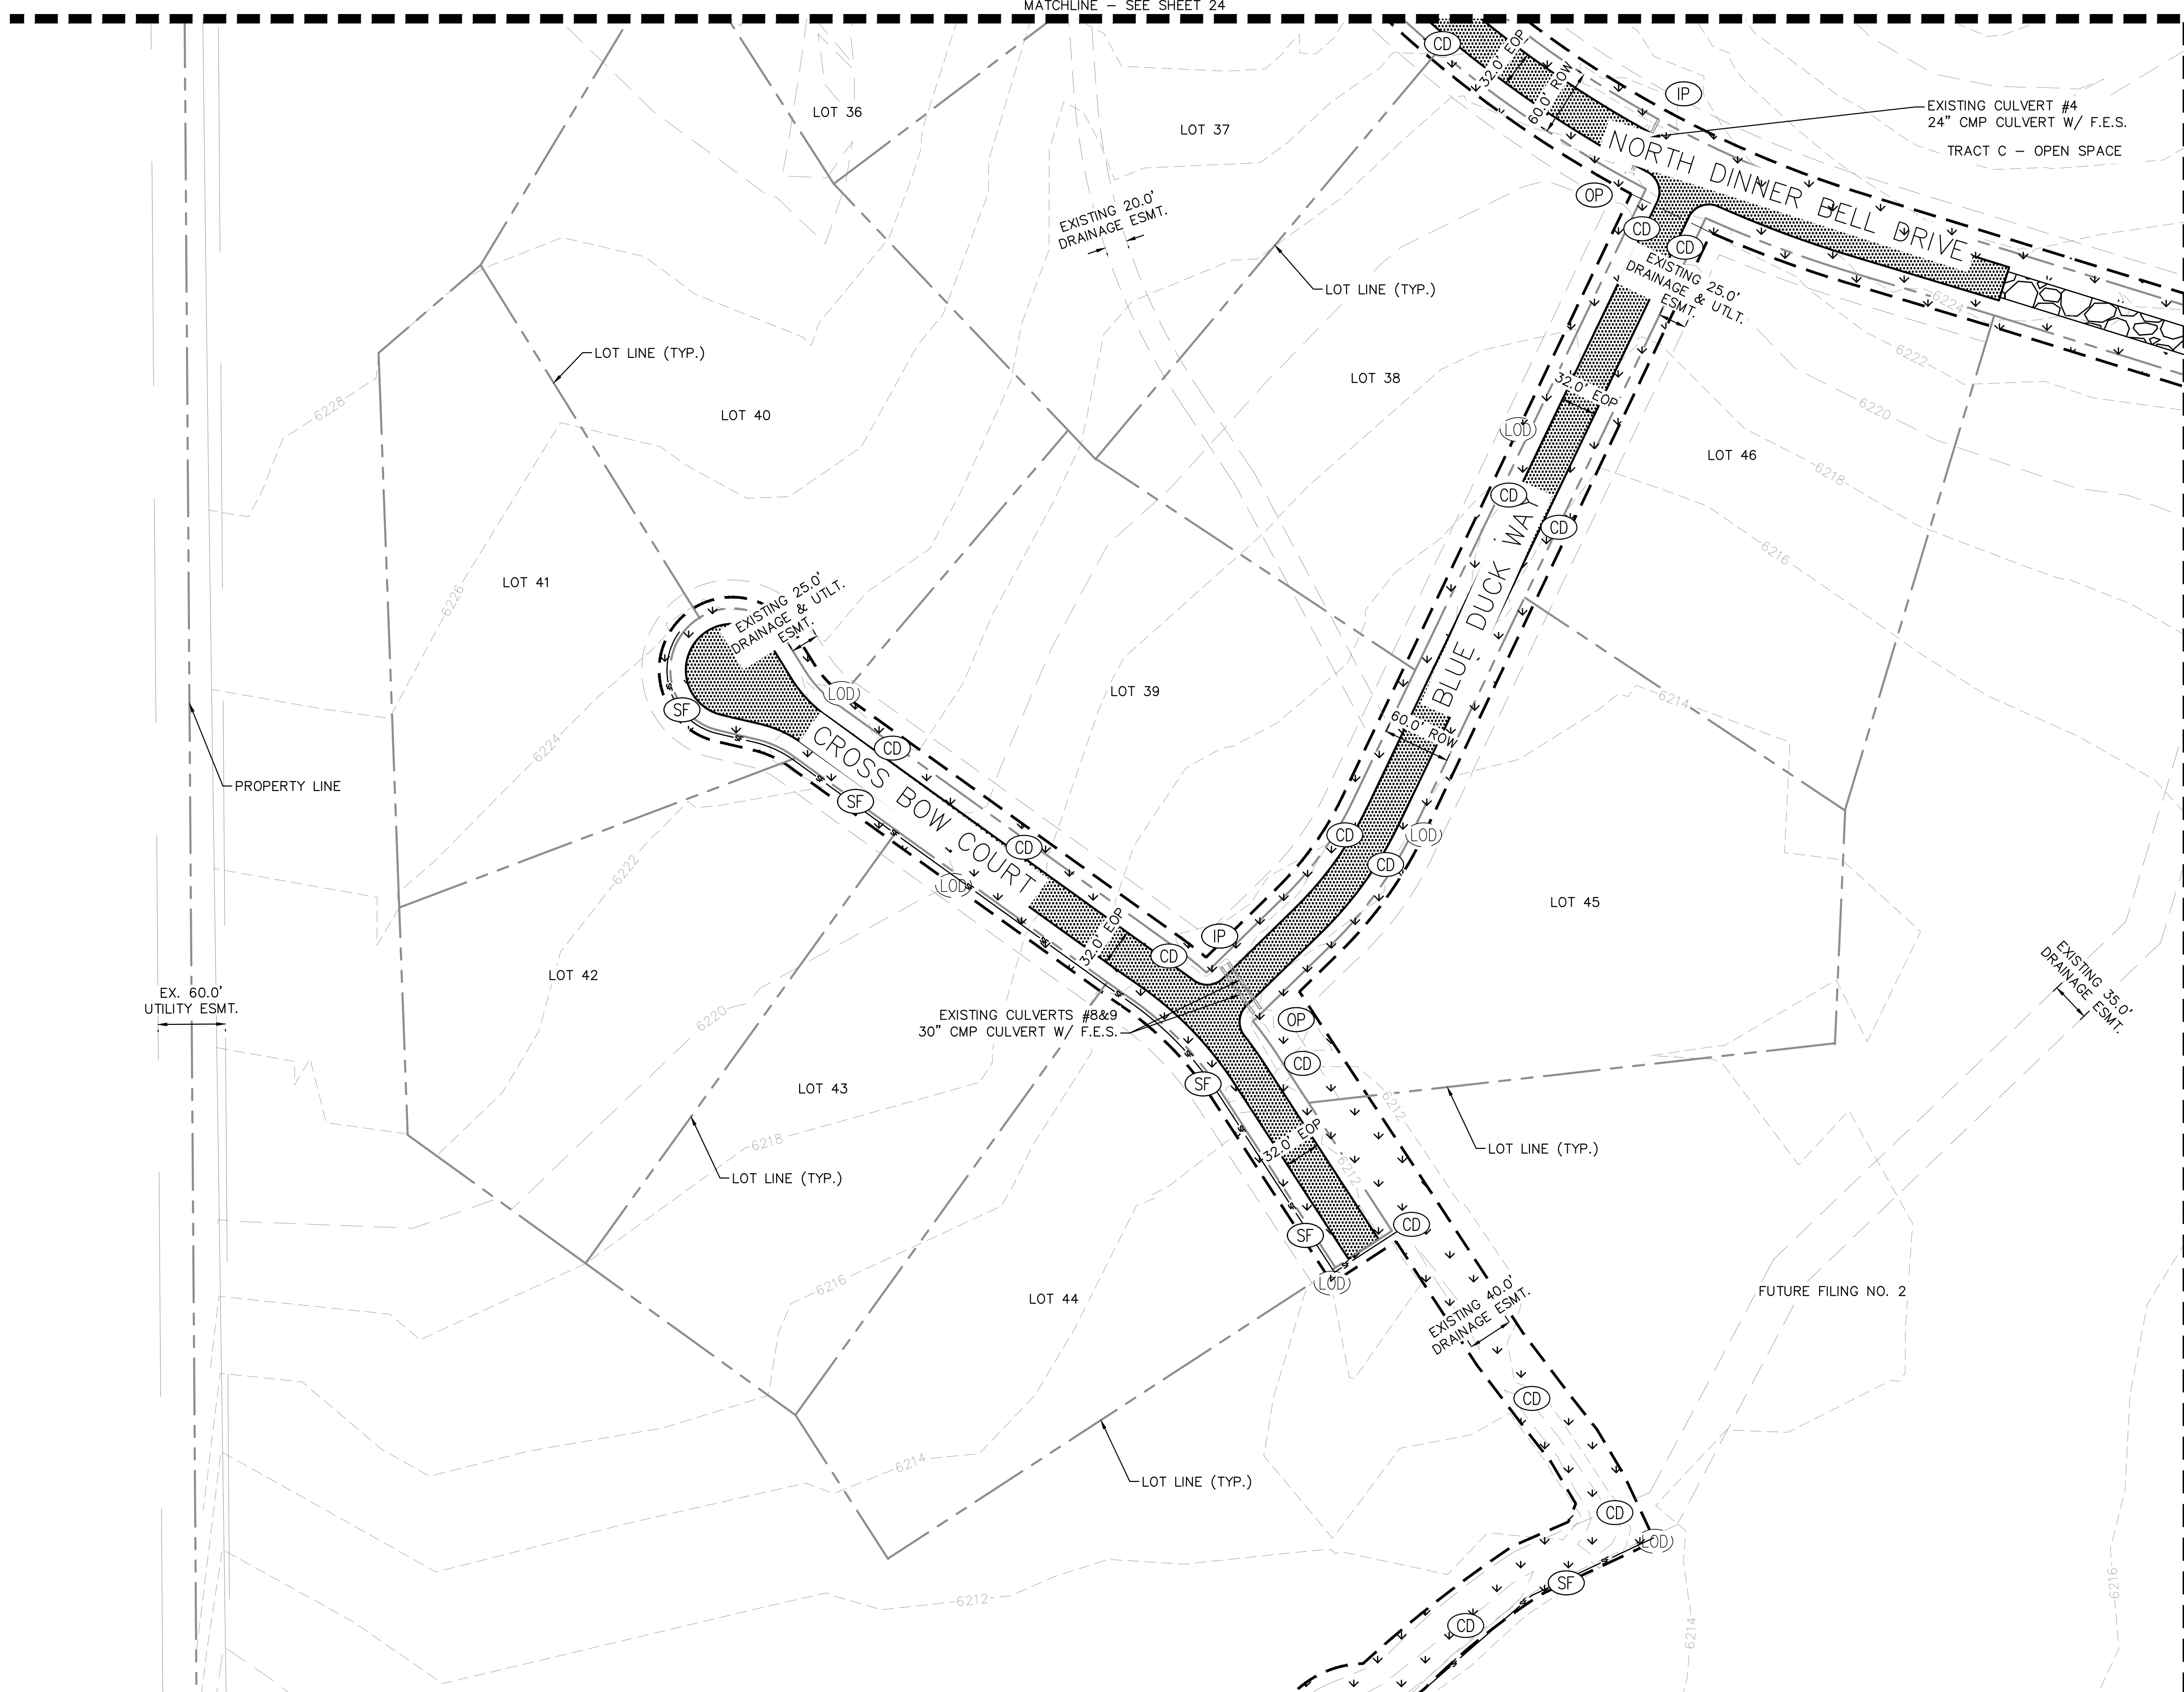 MATCHLINE – SEE SHEET 24
CD
32.0' EOP
60.0' ROW
IP
EXISTING CULVERT #4
24" CMP CULVERT W/ F.E.S.
TRACT C – OPEN SPACE
LOT 36
LOT 37
NORTH DINNER BELL DRIVE
OP
EXISTING 20.0'
DRAINAGE ESMT.
CD
CD
EXISTING 25.0'
DRAINAGE & UTLT.
ESMT.
LOT LINE (TYP.)
6224
6222
LOT LINE (TYP.)
LOT 38
32.0' EOP
6228
LOT 40
6220
LOD
LOT 46
6218
CD
CD
BLUE DUCK WAY
6216
LOT 41
6226
EXISTING 25.0'
DRAINAGE & UTLT.
ESMT.
LOD
LOT 39
6214
SF
60.0' ROW
6224
CD
CROSS BOW COURT
PROPERTY LINE
SF
CD
CD
LOD
CD
6222
LOD
LOT 45
32.0' EOP
IP
CD
LOT 42
EXISTING 35.0'
DRAINAGE ESMT.
EX. 60.0'
UTILITY ESMT.
6220
EXISTING CULVERTS #8&9
30" CMP CULVERT W/ F.E.S.
OP
CD
SF
LOT 43
6212
6218
32.0' EOP
LOT LINE (TYP.)
6212
LOT LINE (TYP.)
CD
SF
LOD
6216
LOT 44
FUTURE FILING NO. 2
EXISTING 40.0'
DRAINAGE ESMT.
CD
6214
LOT LINE (TYP.)
CD
LOD
SF
6216
6212
CD
6214